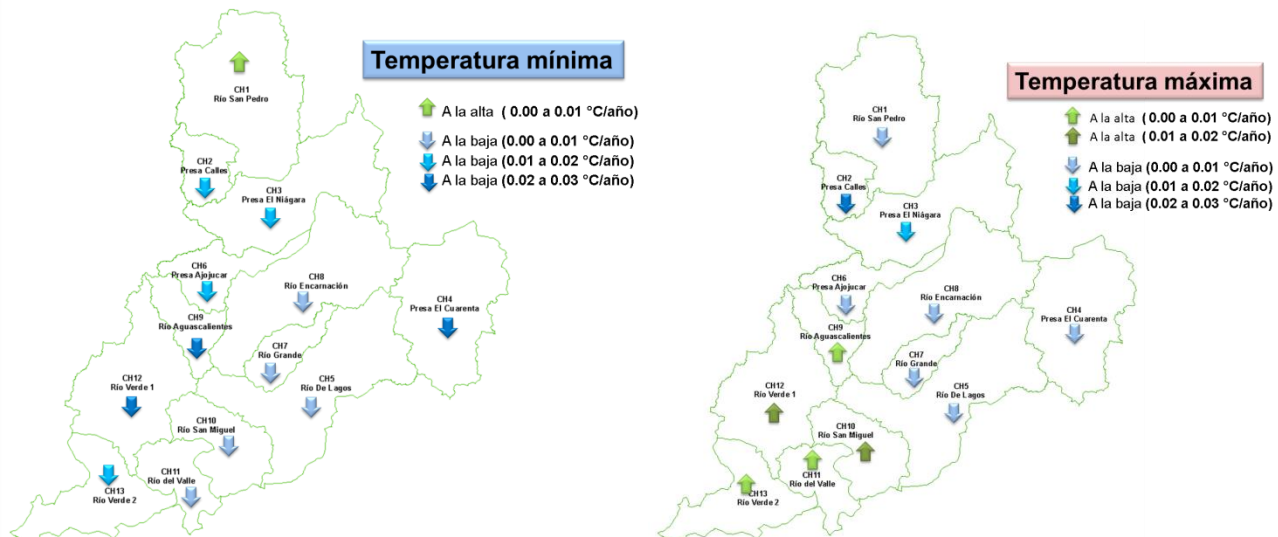 Temperatura mínima
A la alta ( 0.00 a 0.01 °C/año)
A la baja (0.00 a 0.01 °C/año)
A la baja (0.01 a 0.02 °C/año)
A la baja (0.02 a 0.03 °C/año)
CH1
Río San Pedro
CH2
Presa Calles
CH3
Presa El Niágara
CH6
Presa Ajojucar
CH8
Río Encarnación
CH4
Presa El Cuarenta
CH9
Río Aguascalientes
CH7
Río Grande
CH12
Río Verde 1
CH5
Río De Lagos
CH10
Río San Miguel
CH11
Río del Valle
CH13
Río Verde 2
Temperatura máxima
A la alta ( 0.00 a 0.01 °C/año)
A la alta (0.01 a 0.02 °C/año)
A la baja (0.00 a 0.01 °C/año)
A la baja (0.01 a 0.02 °C/año)
A la baja (0.02 a 0.03 °C/año)
CH1
Río San Pedro
CH2
Presa Calles
CH3
Presa El Niágara
CH6
Presa Ajojucar
CH8
Río Encarnación
CH4
Presa El Cuarenta
CH9
Río Aguascalientes
CH7
Río Grande
CH12
Río Verde 1
CH5
Río De Lagos
CH10
Río San Miguel
CH11
Río del Valle
CH13
Río Verde 2